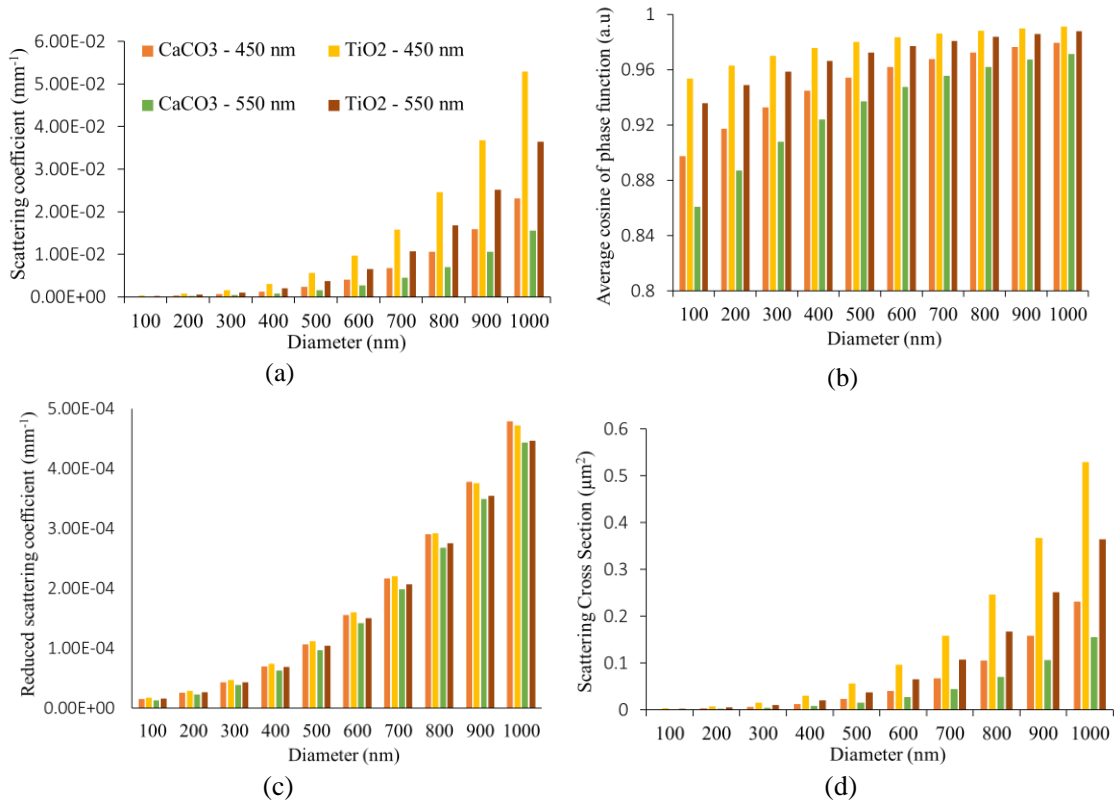 6.00E-02
5.00E-02
4.00E-02
3.00E-02
2.00E-02
1.00E-02
0.00E+00
Scattering coefficient (mm⁻¹)
CaCO3 - 450 nm
TiO2 - 450 nm
CaCO3 - 550 nm
TiO2 - 550 nm
100 200 300 400 500 600 700 800 900 1000
Diameter (nm)
(a)
1
0.96
0.92
0.88
0.84
0.8
Average cosine of phase function (a.u)
100 200 300 400 500 600 700 800 900 1000
Diameter (nm)
(b)
5.00E-04
4.00E-04
3.00E-04
2.00E-04
1.00E-04
0.00E+00
Reduced scattering coefficient (mm⁻¹)
100 200 300 400 500 600 700 800 900 1000
Diameter (nm)
(c)
0.6
0.5
0.4
0.3
0.2
0.1
0
Scattering Cross Section (μm²)
100 200 300 400 500 600 700 800 900 1000
Diameter (nm)
(d)